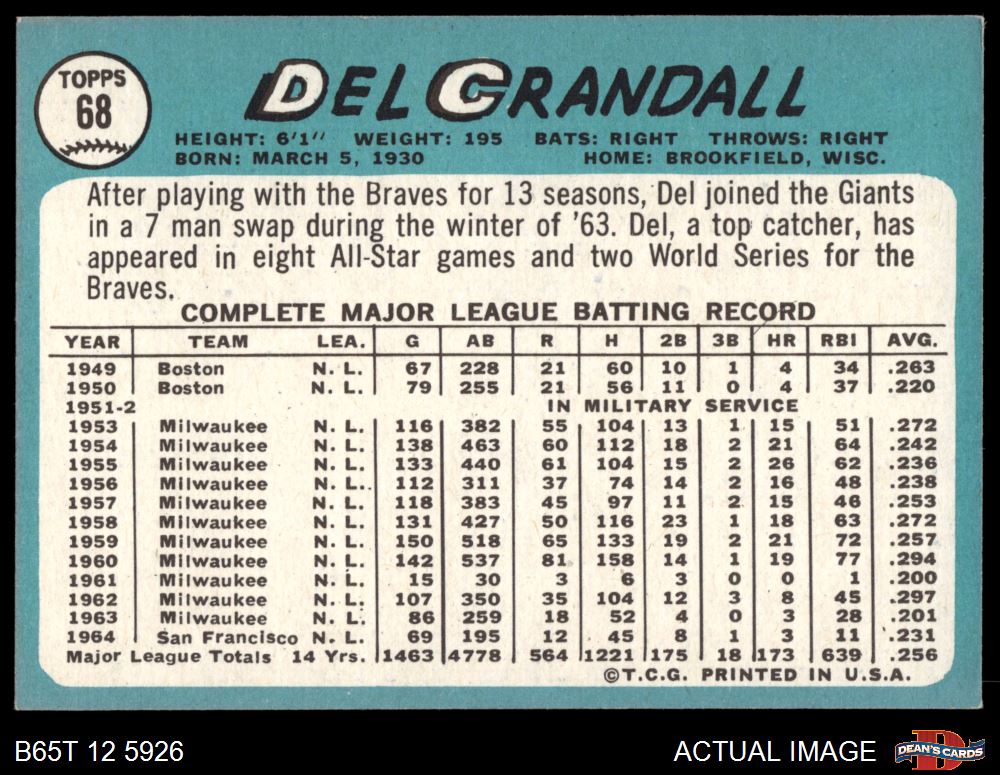 TOPPS
68
DEL CRANDALL
HEIGHT: 6'1" WEIGHT: 195 BATS: RIGHT THROWS: RIGHT
BORN: MARCH 5, 1930 HOME: BROOKFIELD, WISC.
After playing with the Braves for 13 seasons, Del joined the Giants
in a 7 man swap during the winter of '63. Del, a top catcher, has
appeared in eight All-Star games and two World Series for the
Braves.
COMPLETE MAJOR LEAGUE BATTING RECORD
YEAR TEAM LEA. G AB R H 2B 3B HR RBI AVG.
1949 Boston N. L. 67 228 21 60 10 1 4 34 .263
1950 Boston N. L. 79 255 21 56 11 0 4 37 .220
1951-2 IN MILITARY SERVICE
1953 Milwaukee N. L. 116 382 55 104 13 1 15 51 .272
1954 Milwaukee N. L. 138 463 60 112 18 2 21 64 .242
1955 Milwaukee N. L. 133 440 61 104 15 2 26 62 .236
1956 Milwaukee N. L. 112 311 37 74 14 2 16 48 .238
1957 Milwaukee N. L. 118 383 45 97 11 2 15 46 .253
1958 Milwaukee N. L. 131 427 50 116 23 1 18 63 .272
1959 Milwaukee N. L. 150 518 65 133 19 2 21 72 .257
1960 Milwaukee N. L. 142 537 81 158 14 1 19 77 .294
1961 Milwaukee N. L. 15 30 3 6 3 0 0 1 .200
1962 Milwaukee N. L. 107 350 35 104 12 3 8 45 .297
1963 Milwaukee N. L. 86 259 18 52 4 0 3 28 .201
1964 San Francisco N. L. 69 195 12 45 8 1 3 11 .231
Major League Totals 14 Yrs. 1463 4778 564 1221 175 18 173 639 .256
©T.C.G. PRINTED IN U.S.A.
B65T 12 5926 ACTUAL IMAGE DEAN'S CARDS